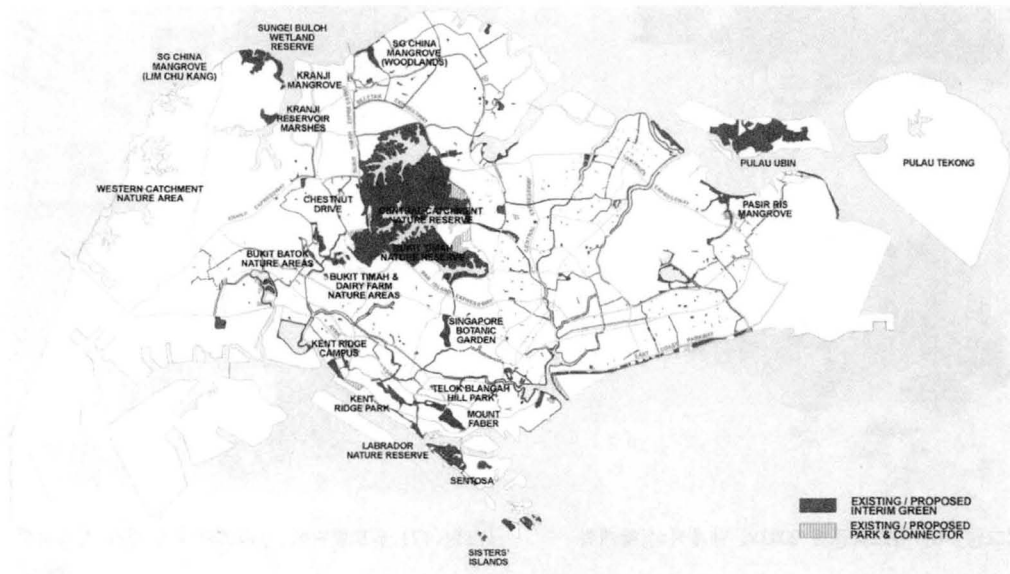 SUNGEI BULOH
WETLAND
RESERVE
SG CHINA
MANGROVE
(LIM CHU KANG)
SG CHINA
MANGROVE
(WOODLANDS)
KRANJI
MANGROVE
KRANJI
RESERVOIR
MARSHES
PULAU UBIN
PULAU TEKONG
WESTERN CATCHMENT
NATURE AREA
CHESTNUT
DRIVE
CENTRAL CATCHMENT
NATURE RESERVE
PASIR RIS
MANGROVE
BUKIT TIMAH
NATURE RESERVE
BUKIT BATOK
NATURE AREAS
BUKIT TIMAH &
DAIRY FARM
NATURE AREAS
SINGAPORE
BOTANIC
GARDEN
KENT RIDGE
CAMPUS
EAST COAST PARKWAY
TELOK BLANGAH
HILL PARK
KENT
RIDGE PARK
MOUNT
FABER
LABRADOR
NATURE RESERVE
SENTOSA
SISTERS'
ISLANDS
EXISTING / PROPOSED
INTERIM GREEN
EXISTING / PROPOSED
PARK & CONNECTOR